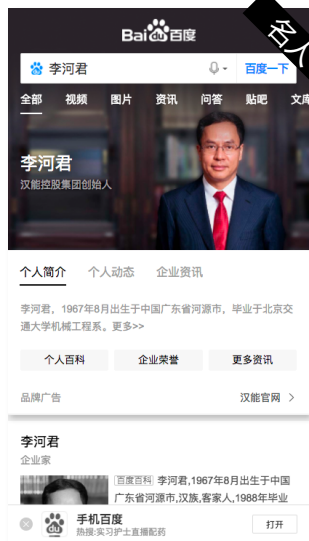 名人
Bai百度
李河君
百度一下
全部 视频 图片 资讯 问答 贴吧 文库
李河君
汉能控股集团创始人
个人简介 个人动态 企业资讯
李河君，1967年8月出生于中国广东省河源市，毕业于北京交
通大学机械工程系。更多>>
个人百科 企业荣誉 更多资讯
品牌广告 汉能官网 >
李河君
企业家
百度百科 李河君,1967年8月出生于中国
广东省河源市,汉族,客家人,1988年毕业
手机百度
热搜:实习护士直播配药
打开